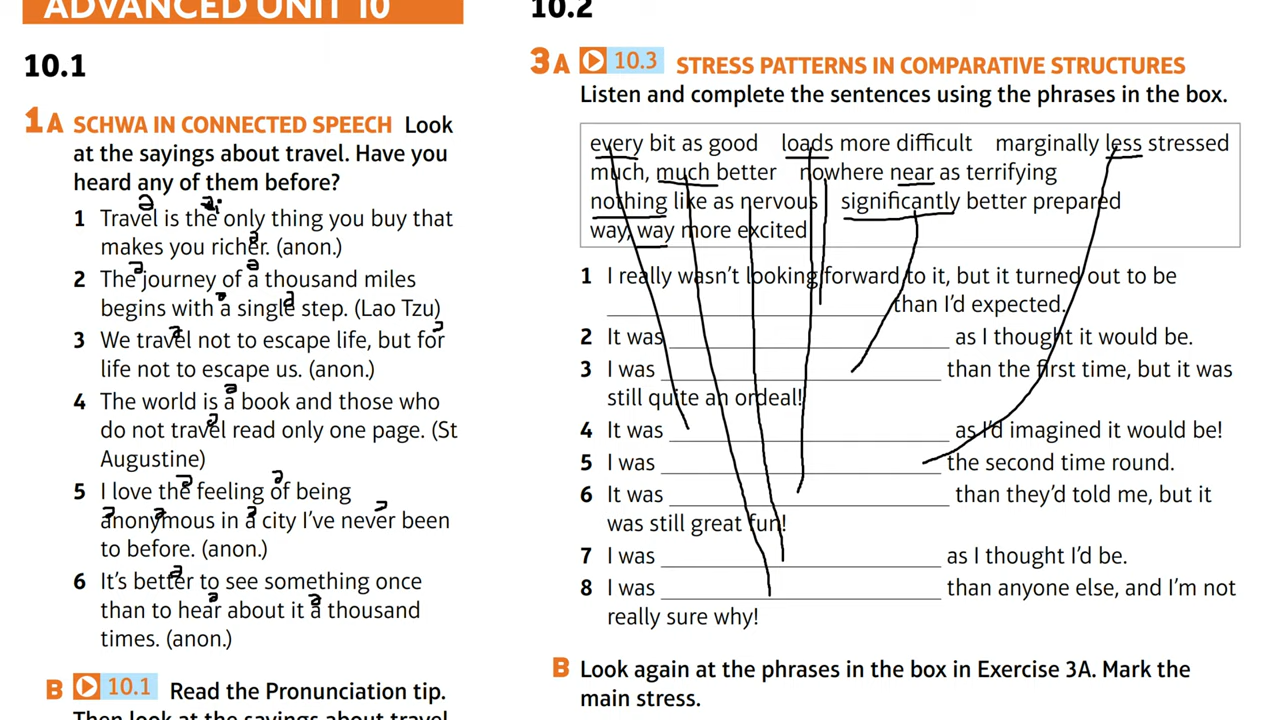 ADVANCED UNIT 10
10.1
1A SCHWA IN CONNECTED SPEECH Look
at the sayings about travel. Have you
heard any of them before?
1 Travel is the only thing you buy that
makes you richer. (anon.)
2 The journey of a thousand miles
begins with a single step. (Lao Tzu)
3 We travel not to escape life, but for
life not to escape us. (anon.)
4 The world is a book and those who
do not travel read only one page. (St
Augustine)
5 I love the feeling of being
anonymous in a city I've never been
to before. (anon.)
6 It's better to see something once
than to hear about it a thousand
times. (anon.)
B 10.1 Read the Pronunciation tip.
Then look at the sayings about travel
10.2
3A 10.3 STRESS PATTERNS IN COMPARATIVE STRUCTURES
Listen and complete the sentences using the phrases in the box.
every bit as good loads more difficult marginally less stressed
much, much better nowhere near as terrifying
nothing like as nervous significantly better prepared
way, way more excited
1 I really wasn't looking forward to it, but it turned out to be
than I'd expected.
2 It was as I thought it would be.
3 I was than the first time, but it was
still quite an ordeal!
4 It was as I'd imagined it would be!
5 I was the second time round.
6 It was than they'd told me, but it
was still great fun!
7 I was as I thought I'd be.
8 I was than anyone else, and I'm not
really sure why!
B Look again at the phrases in the box in Exercise 3A. Mark the
main stress.